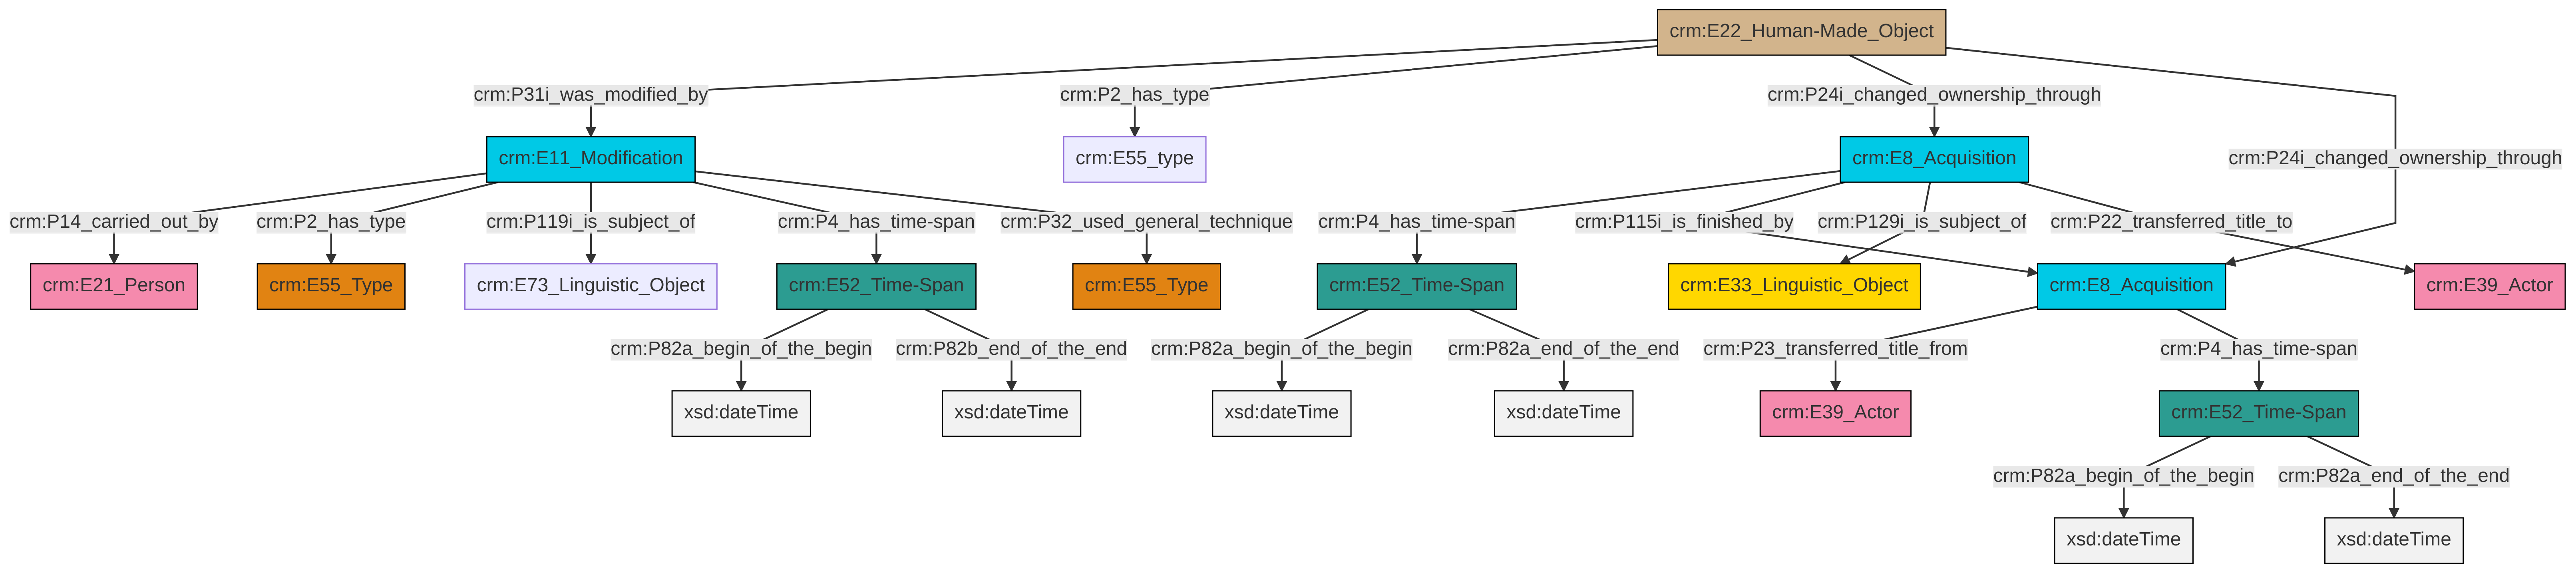 crm:E22_Human-Made_Object
crm:P31i_was_modified_by
crm:P2_has_type
crm:P24i_changed_ownership_through
crm:P24i_changed_ownership_through
crm:E11_Modification
crm:E55_type
crm:E8_Acquisition
crm:P14_carried_out_by
crm:P2_has_type
crm:P119i_is_subject_of
crm:P4_has_time-span
crm:P32_used_general_technique
crm:P4_has_time-span
crm:P115i_is_finished_by
crm:P129i_is_subject_of
crm:P22_transferred_title_to
crm:E21_Person
crm:E55_Type
crm:E73_Linguistic_Object
crm:E52_Time-Span
crm:E55_Type
crm:E52_Time-Span
crm:E33_Linguistic_Object
crm:E8_Acquisition
crm:E39_Actor
crm:P82a_begin_of_the_begin
crm:P82b_end_of_the_end
crm:P82a_begin_of_the_begin
crm:P82a_end_of_the_end
crm:P23_transferred_title_from
crm:P4_has_time-span
xsd:dateTime
xsd:dateTime
xsd:dateTime
xsd:dateTime
crm:E39_Actor
crm:E52_Time-Span
crm:P82a_begin_of_the_begin
crm:P82a_end_of_the_end
xsd:dateTime
xsd:dateTime